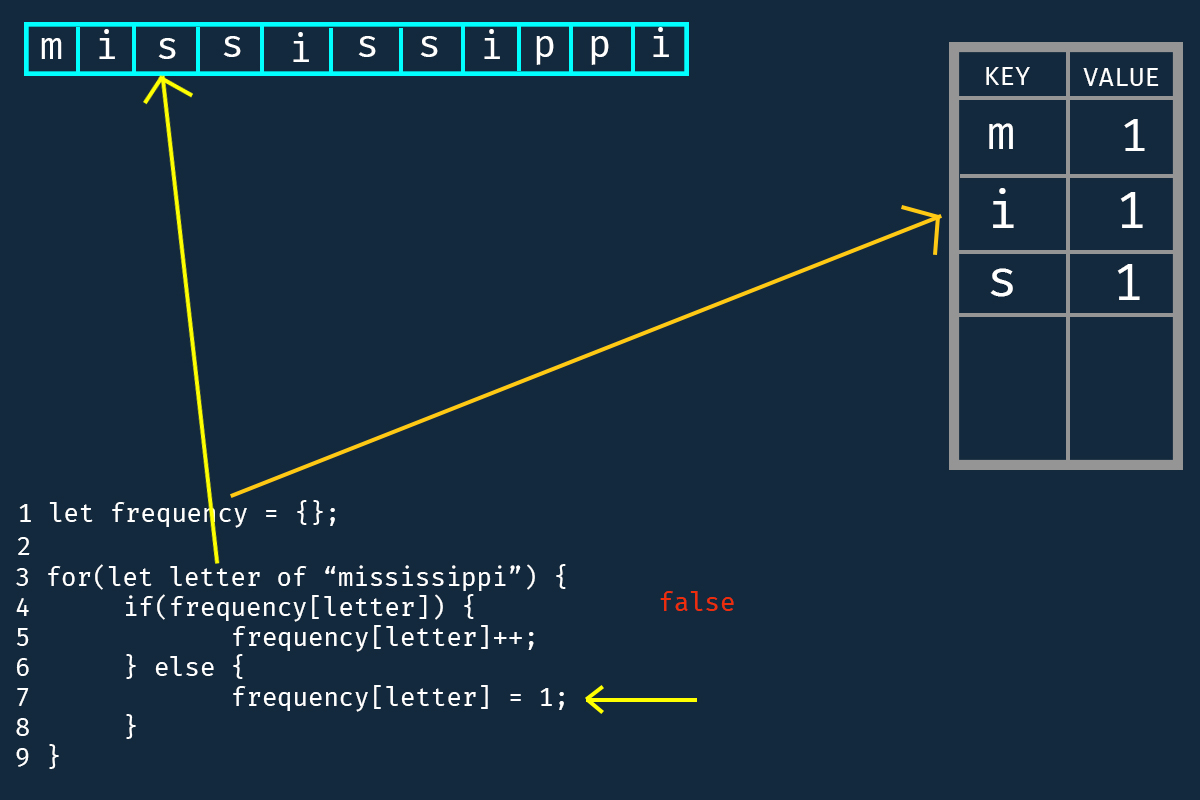 m i s s i s s i p p i
KEY VALUE
m 1
i 1
s 1
1 let frequency = {};
2
3 for(let letter of “mississippi”) {
4 if(frequency[letter]) { false
5 frequency[letter]++;
6 } else {
7 frequency[letter] = 1;
8 }
9 }